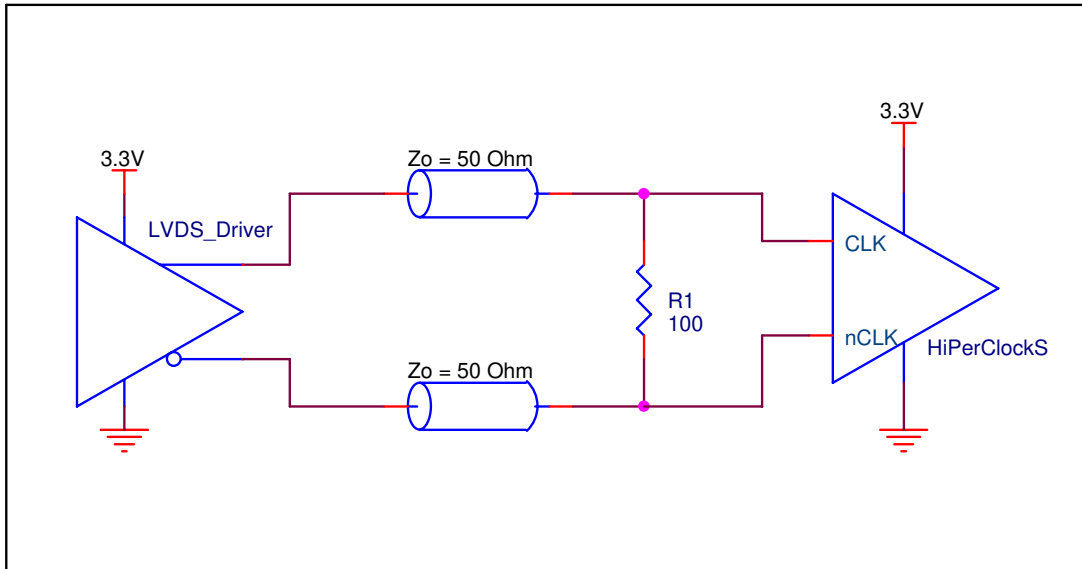 3.3V
LVDS_Driver
Zo = 50 Ohm
Zo = 50 Ohm
R1
100
3.3V
CLK
nCLK
HiPerClockS